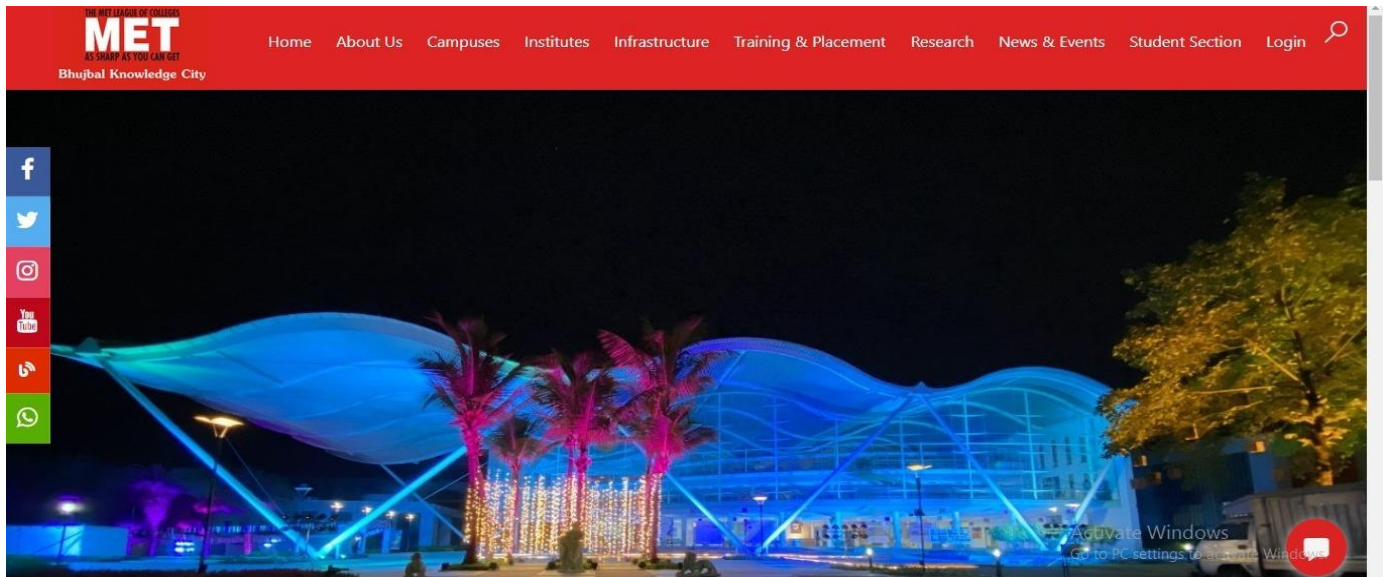 THE MET LEAGUE OF COLLEGES
MET
AS SHARP AS YOU CAN GET
Bhujbal Knowledge City
Home About Us Campuses Institutes Infrastructure Training & Placement Research News & Events Student Section Login
You
Tube
Activate Windows
Go to PC settings to activate Windows.